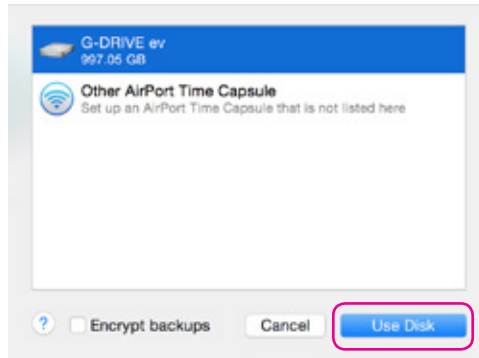 G-DRIVE ev
997.05 GB
Other AirPort Time Capsule
Set up an AirPort Time Capsule that is not listed here
? Encrypt backups Cancel Use Disk